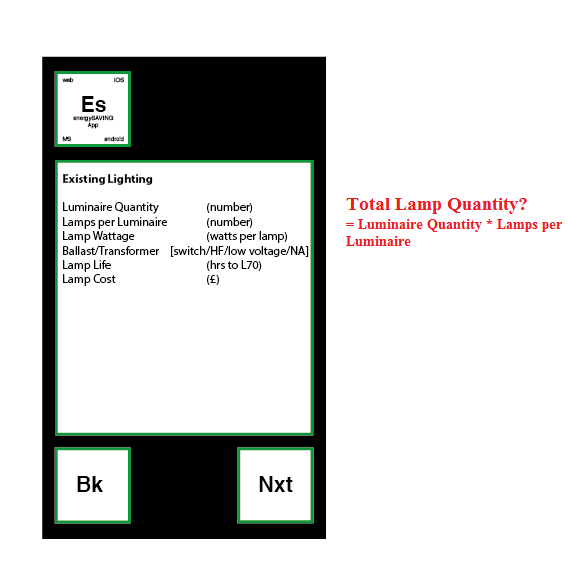 web iOS
Es
energySAVING
App
MS android
Existing Lighting
Luminaire Quantity (number)
Lamps per Luminaire (number)
Lamp Wattage (watts per lamp)
Ballast/Transformer [switch/HF/low voltage/NA]
Lamp Life (hrs to L70)
Lamp Cost (£)
Total Lamp Quantity?
= Luminaire Quantity * Lamps per
Luminaire
Bk Nxt